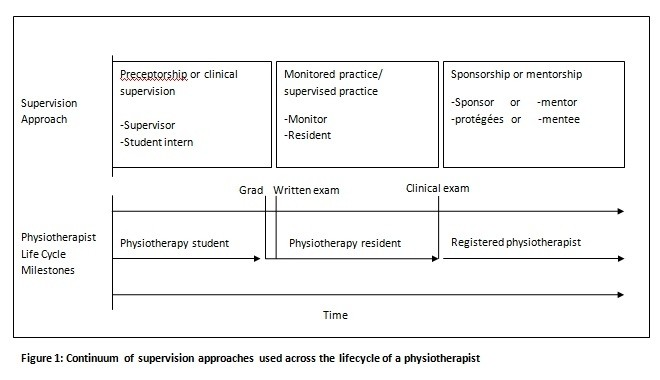 Preceptorship or clinical
supervision
-Supervisor
-Student intern
Monitored practice/
supervised practice
-Monitor
-Resident
Sponsorship or mentorship
-Sponsor or -mentor
-protégées or -mentee
Supervision
Approach
Grad Written exam Clinical exam
Physiotherapist
Life Cycle
Milestones
Physiotherapy student
Physiotherapy resident
Registered physiotherapist
Time
Figure 1: Continuum of supervision approaches used across the lifecycle of a physiotherapist